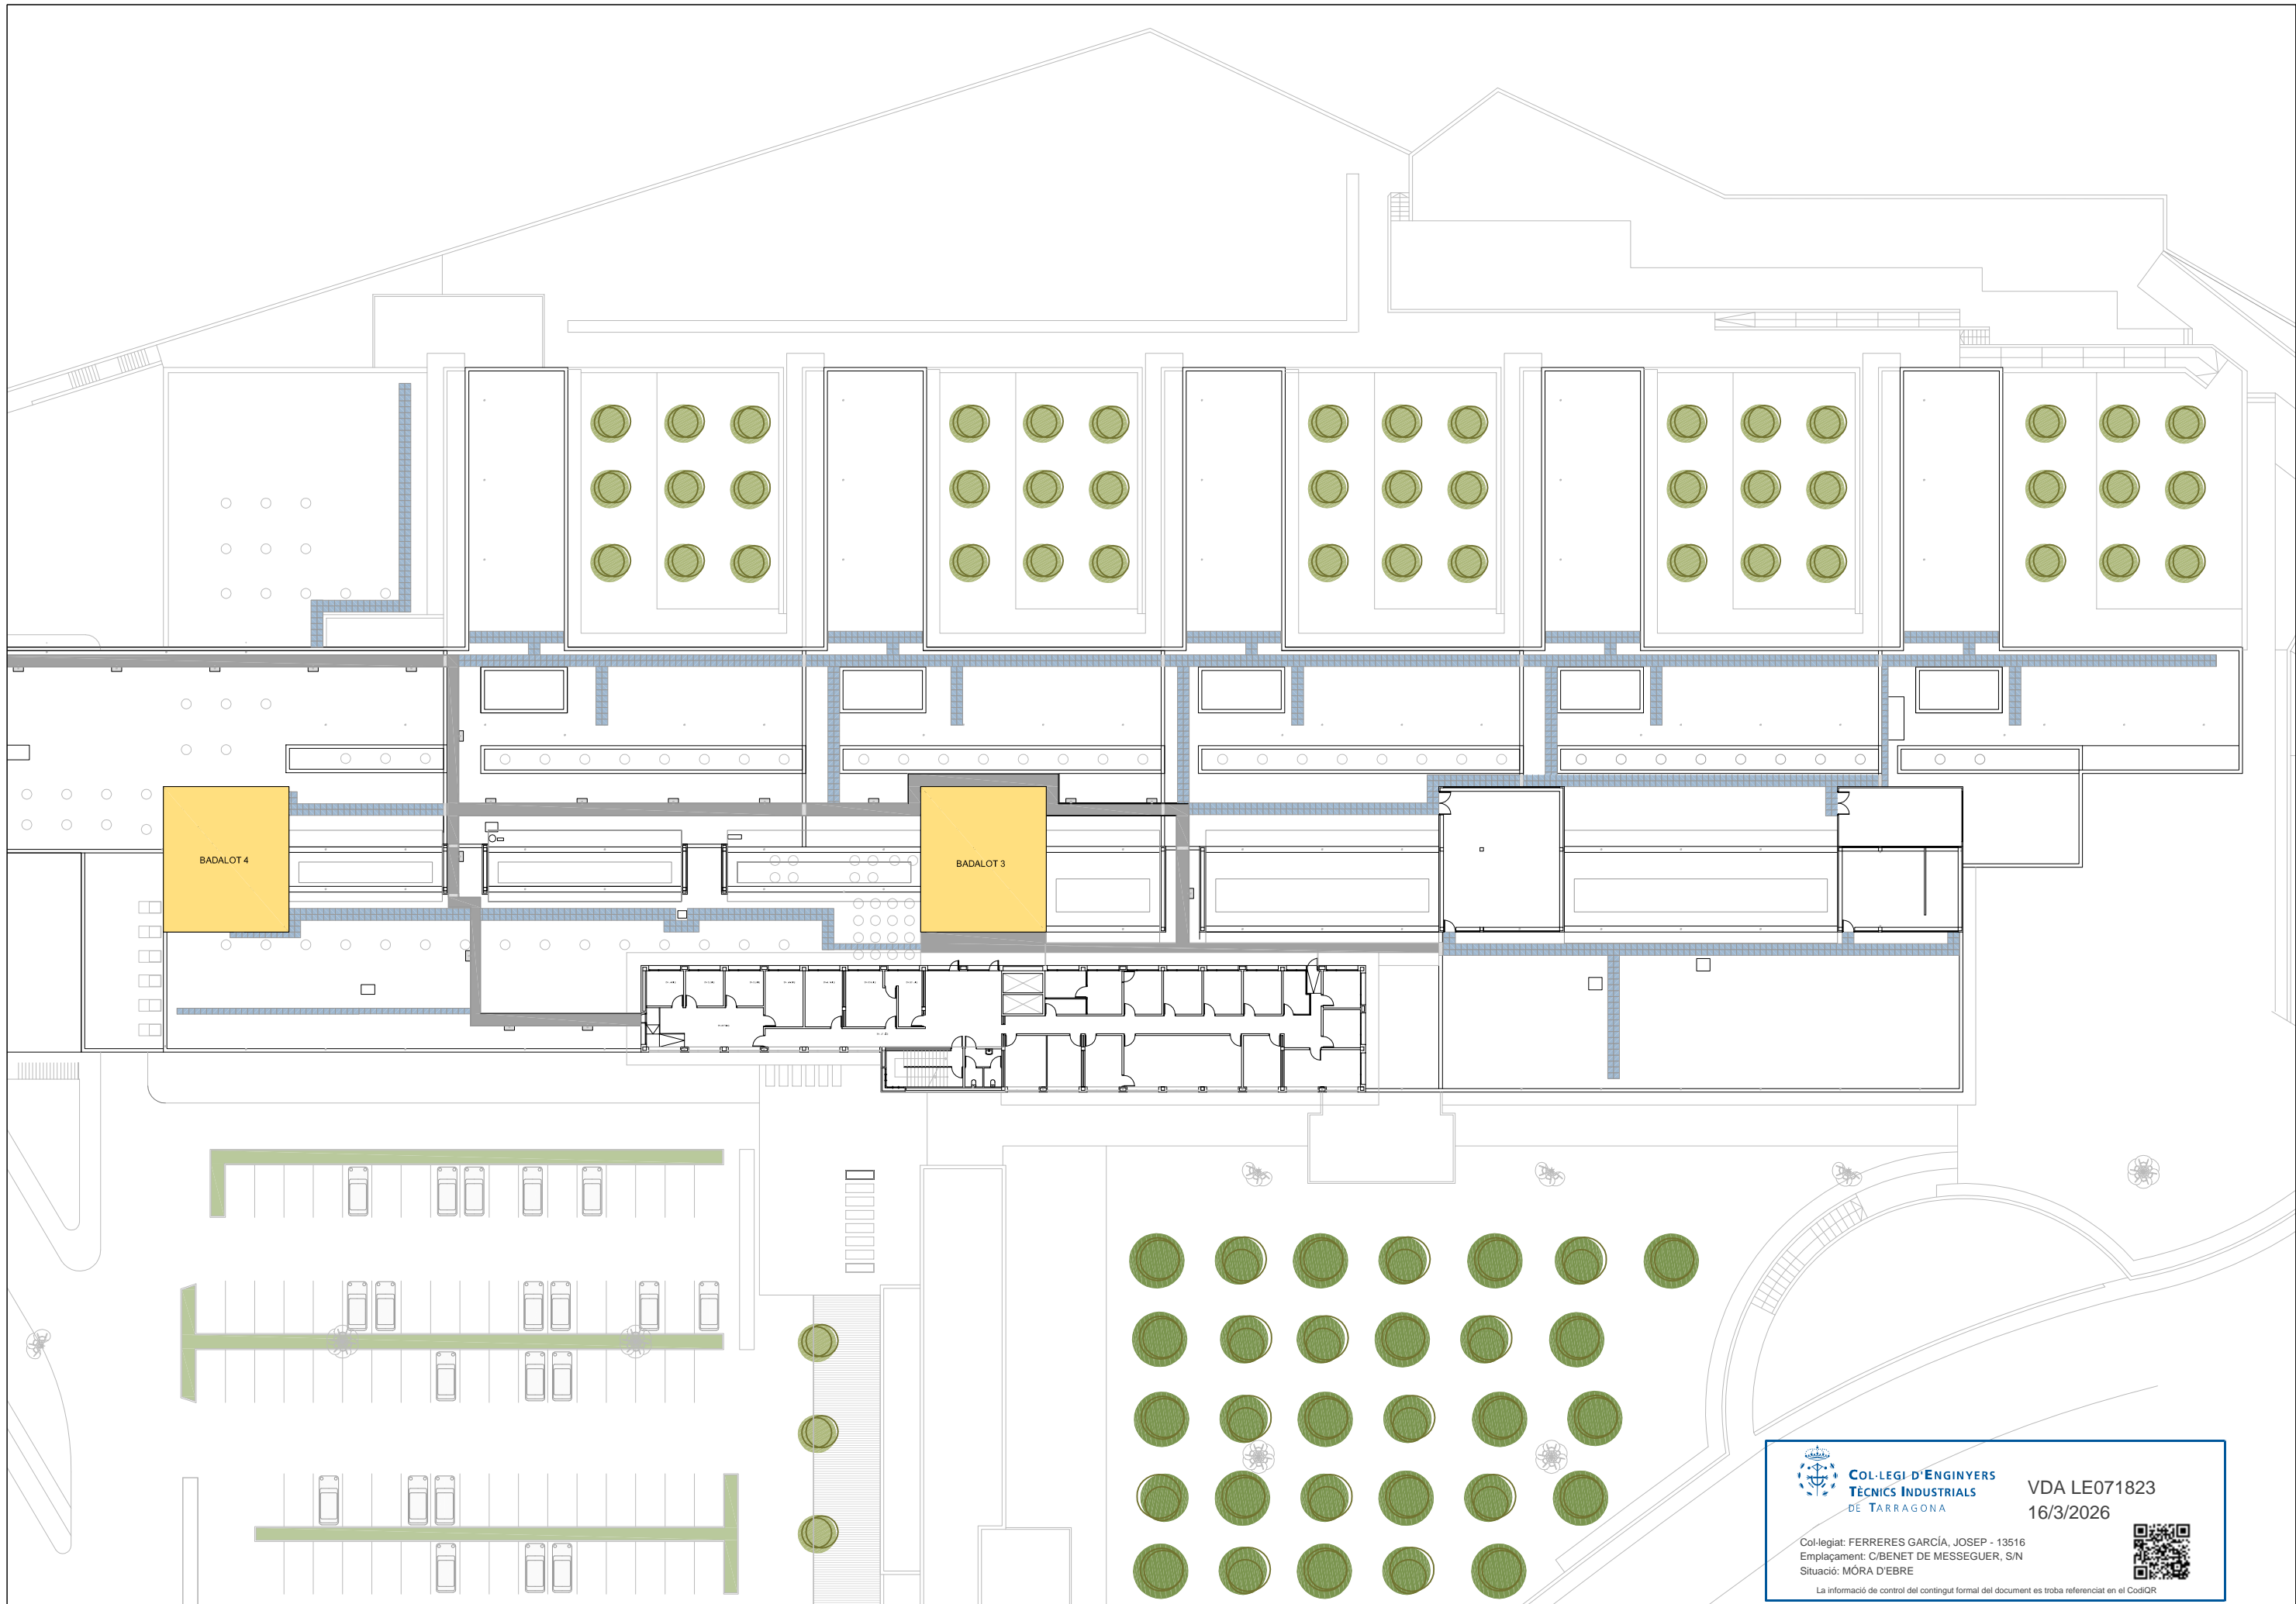 BADALOT 4
BADALOT 3
COL·LEGI D'ENGINYERS
TÈCNICS INDUSTRIALS
DE TARRAGONA
VDA LE071823
16/3/2026
Col·legiat: FERRERES GARCÍA, JOSEP - 13516
Emplaçament: C/BENET DE MESSEGUER, S/N
Situació: MÓRA D'EBRE
La informació de control del contingut formal del document es troba referenciat en el CodiQR